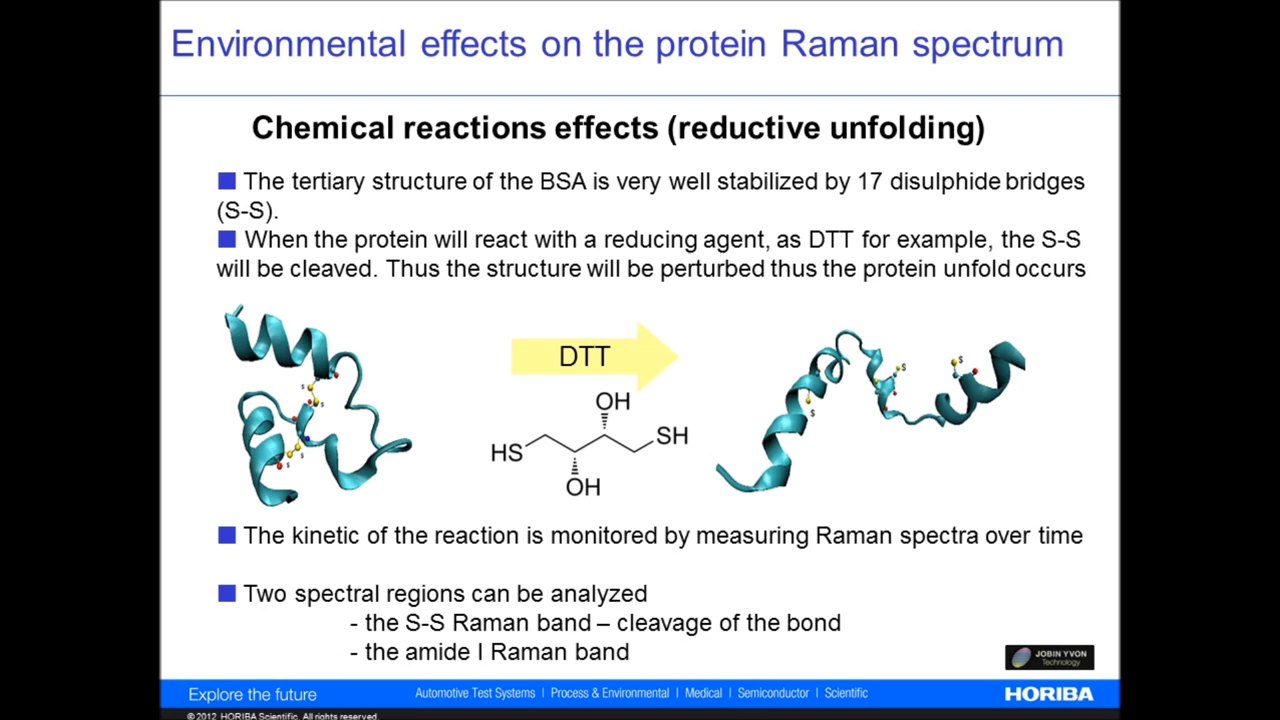 Environmental effects on the protein Raman spectrum
Chemical reactions effects (reductive unfolding)
The tertiary structure of the BSA is very well stabilized by 17 disulphide bridges
(S-S).
When the protein will react with a reducing agent, as DTT for example, the S-S
will be cleaved. Thus the structure will be perturbed thus the protein unfold occurs
DTT
OH
HS
SH
OH
S
S
S
S
S
S
S
The kinetic of the reaction is monitored by measuring Raman spectra over time
Two spectral regions can be analyzed
- the S-S Raman band – cleavage of the bond
- the amide I Raman band
JOBIN YVON
Technology
Explore the future
Automotive Test Systems | Process & Environmental | Medical | Semiconductor | Scientific
HORIBA
© 2012 HORIBA Scientific. All rights reserved.